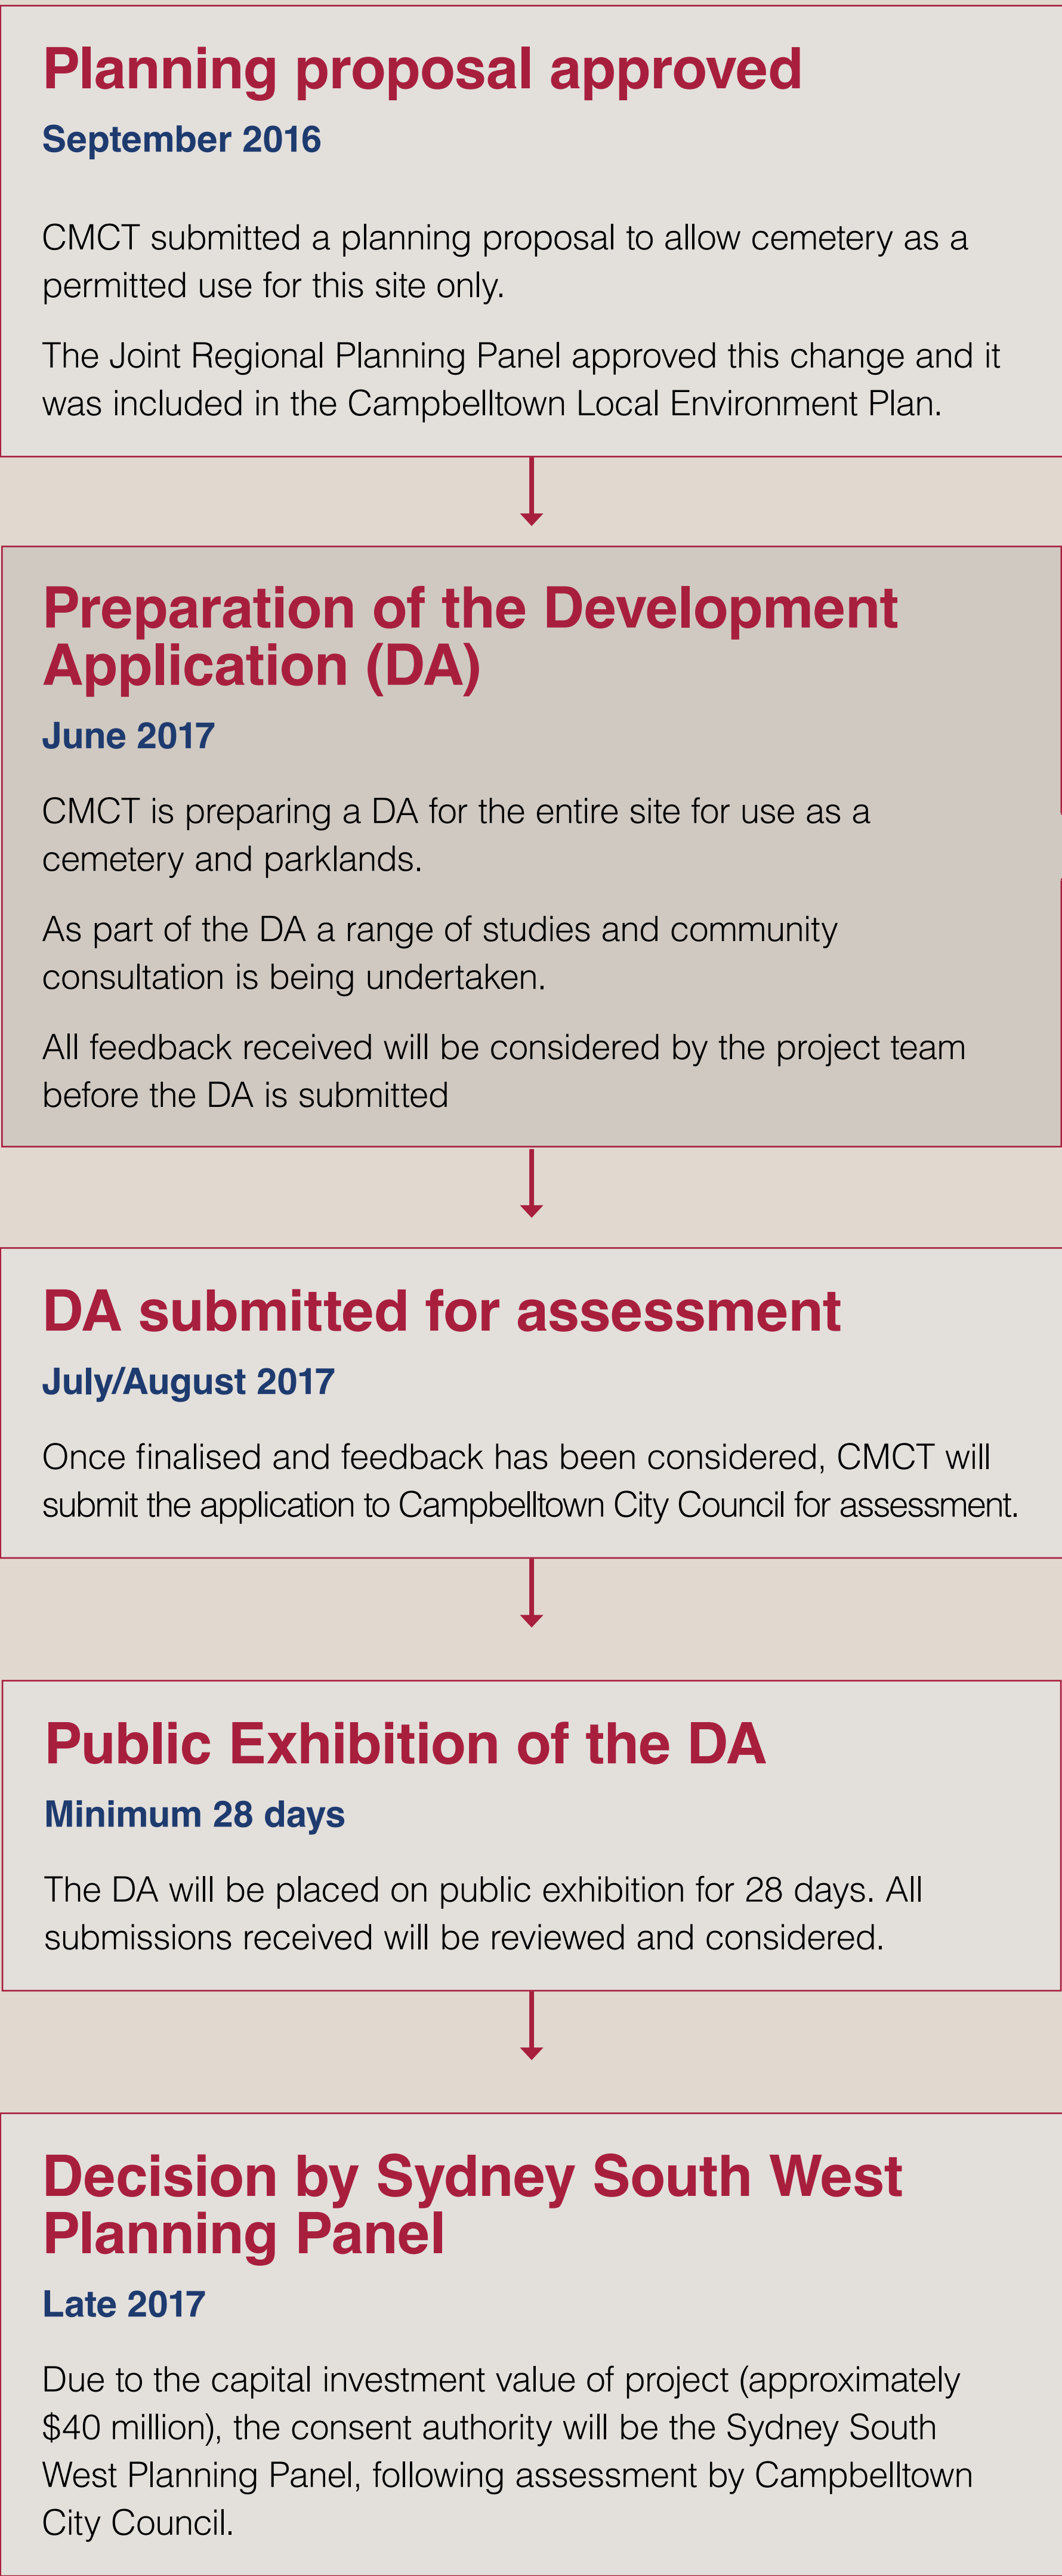 Planning proposal approved
September 2016
CMCT submitted a planning proposal to allow cemetery as a
permitted use for this site only.
The Joint Regional Planning Panel approved this change and it
was included in the Campbelltown Local Environment Plan.
Preparation of the Development
Application (DA)
June 2017
CMCT is preparing a DA for the entire site for use as a
cemetery and parklands.
As part of the DA a range of studies and community
consultation is being undertaken.
All feedback received will be considered by the project team
before the DA is submitted
DA submitted for assessment
July/August 2017
Once finalised and feedback has been considered, CMCT will
submit the application to Campbelltown City Council for assessment.
Public Exhibition of the DA
Minimum 28 days
The DA will be placed on public exhibition for 28 days. All
submissions received will be reviewed and considered.
Decision by Sydney South West
Planning Panel
Late 2017
Due to the capital investment value of project (approximately
$40 million), the consent authority will be the Sydney South
West Planning Panel, following assessment by Campbelltown
City Council.